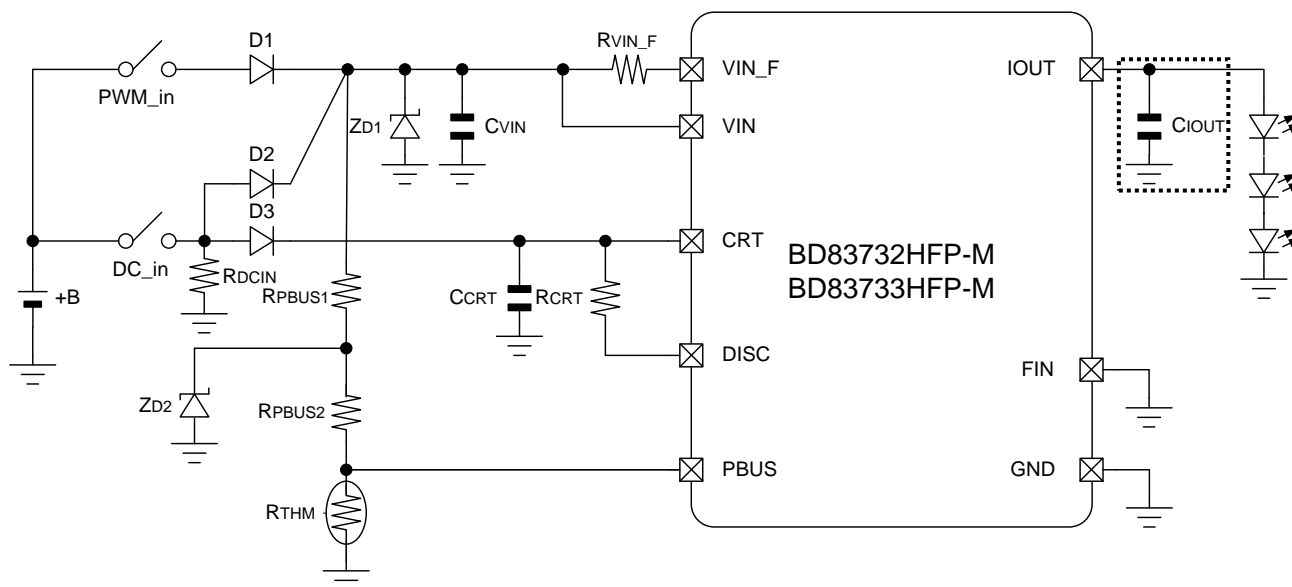 D1
RVIN_F
VIN_F
IOUT
PWM_in
ZD1
CVIN
VIN
CIOUT
D2
D3
CRT
DC_in
RDCIN
BD83732HFP-M
BD83733HFP-M
+B
RPBUS1
CCRT
RCRT
DISC
FIN
ZD2
RPBUS2
PBUS
GND
RTHM